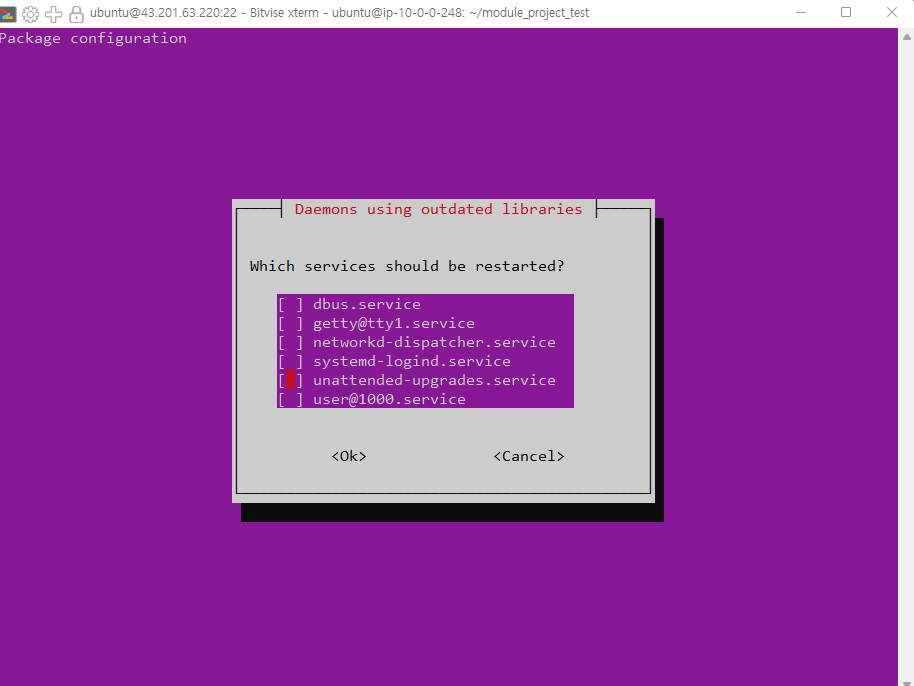 ubuntu@43.201.63.220:22 - Bitvise xterm - ubuntu@ip-10-0-0-248: ~/module_project_test
Package configuration
Daemons using outdated libraries
Which services should be restarted?
[ ] dbus.service
[ ] getty@tty1.service
[ ] networkd-dispatcher.service
[ ] systemd-logind.service
[ ] unattended-upgrades.service
[ ] user@1000.service
<Ok> <Cancel>